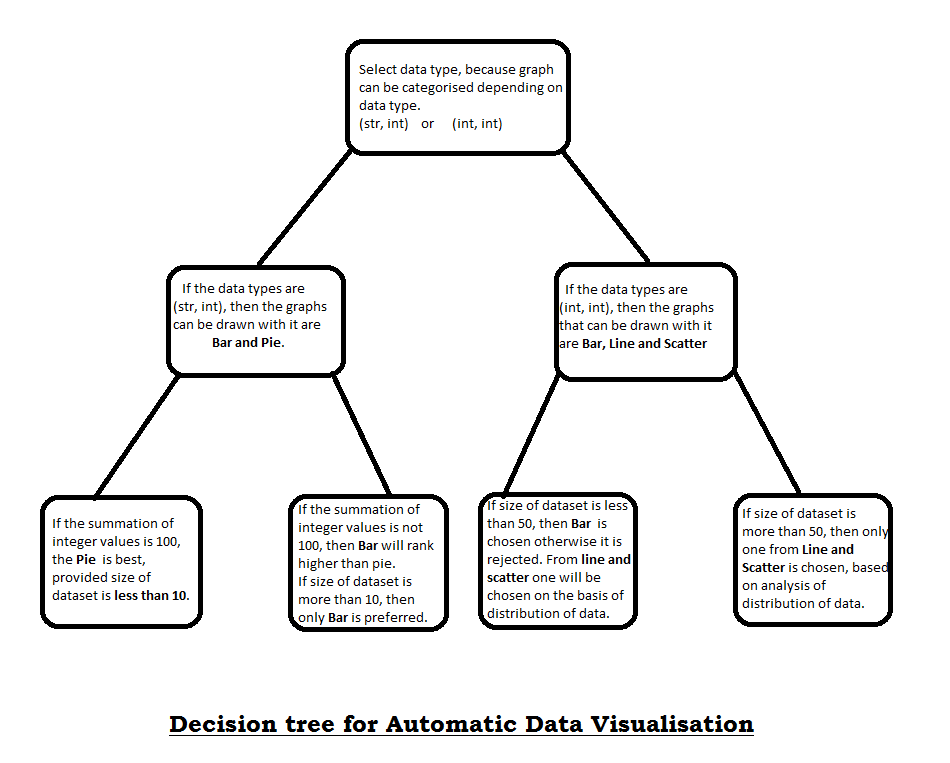 Select data type, because graph
can be categorised depending on
data type.
(str, int) or (int, int)
If the data types are
(str, int), then the graphs
can be drawn with it are
Bar and Pie.
If the data types are
(int, int), then the graphs
that can be drawn with it
are Bar, Line and Scatter
If the summation of
integer values is 100,
the Pie is best,
provided size of
dataset is less than 10.
If the summation of
integer values is not
100, then Bar will rank
higher than pie.
If size of dataset is
more than 10, then
only Bar is preferred.
If size of dataset is less
than 50, then Bar is
chosen otherwise it is
rejected. From line and
scatter one will be
chosen on the basis of
distribution of data.
If size of dataset is
more than 50, then only
one from Line and
Scatter is chosen, based
on analysis of
distribution of data.
Decision tree for Automatic Data Visualisation